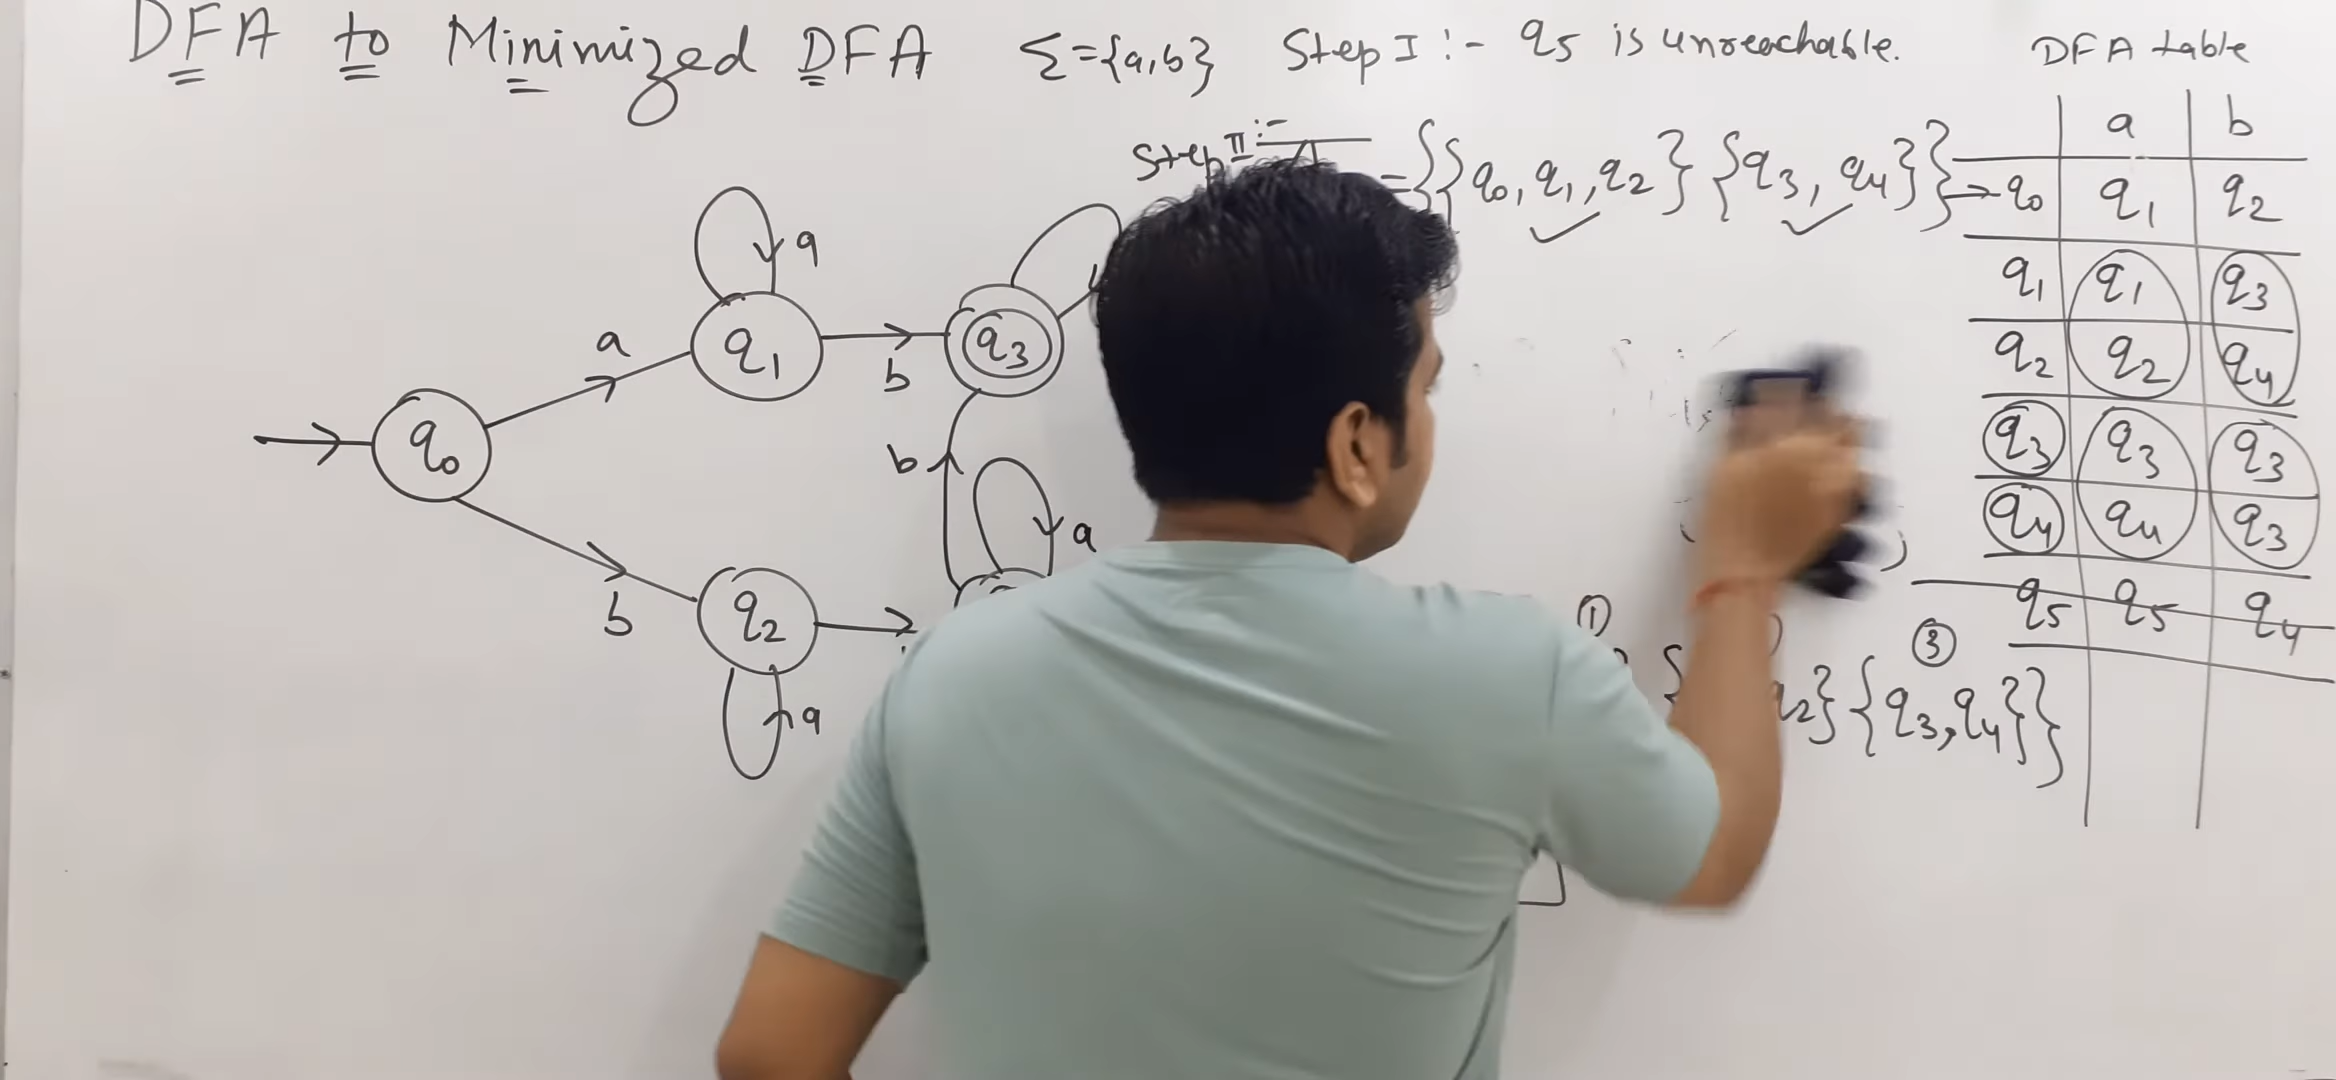 DFA to Minimized DFA Σ={a,b} Step I :- q5 is unreachable.
DFA table
Step II :-
={{q0, q1, q2} {q3, q4}}
a b
→q0 q1 q2
q1 q1 q3
q2 q2 q4
q3 q3 q3
q4 q4 q3
q5 q5 q4
a
q1
a
b
q3
q0
b
a
b
q2
a
① ③
{ q2} {q3, q4}}